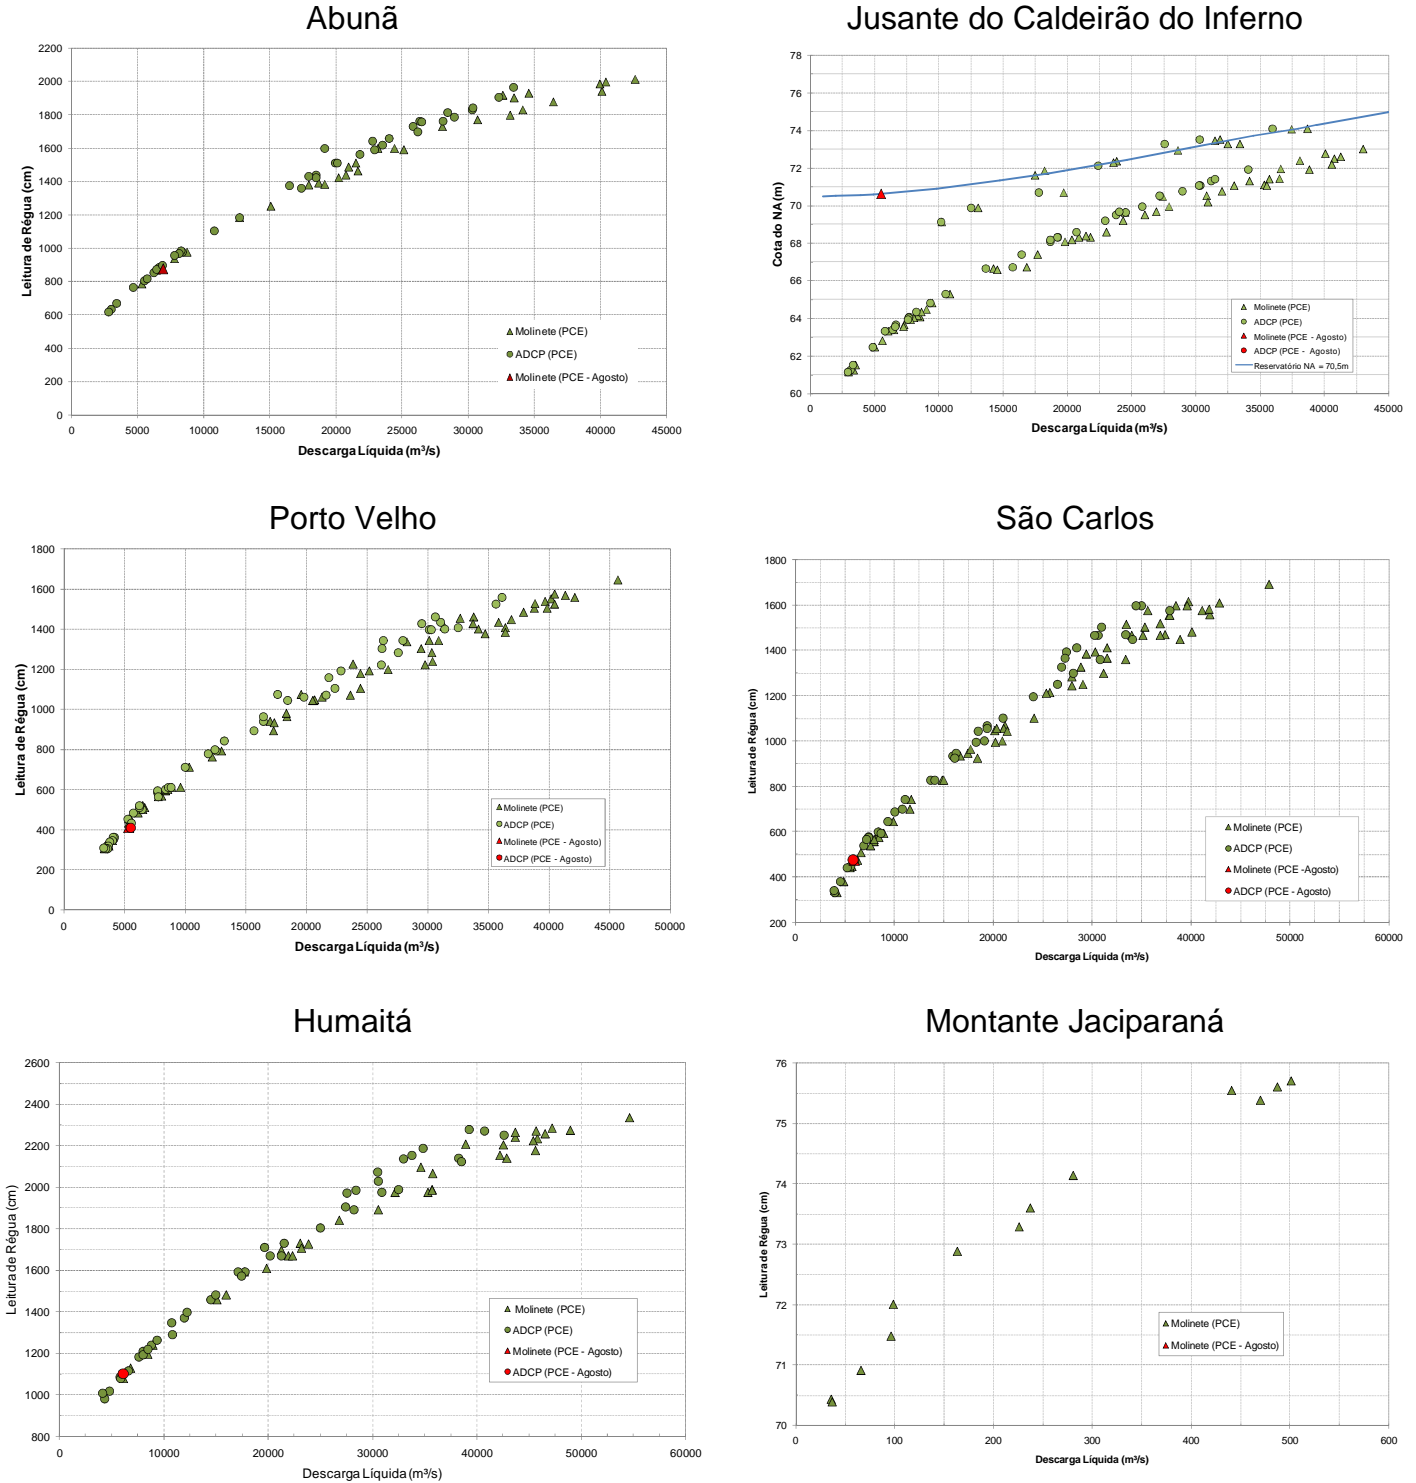 Abunã
Leitura de Régua (cm)
2200
2000
1800
1600
1400
1200
1000
800
600
400
200
0
Molinete (PCE)
ADCP (PCE)
Molinete (PCE - Agosto)
0 5000 10000 15000 20000 25000 30000 35000 40000 45000
Descarga Líquida (m³/s)
Jusante do Caldeirão do Inferno
Cota do NA (m)
78
76
74
72
70
68
66
64
62
60
Molinete (PCE)
ADCP (PCE)
Molinete (PCE - Agosto)
ADCP (PCE - Agosto)
Reservatório NA = 70,5m
0 5000 10000 15000 20000 25000 30000 35000 40000 45000
Descarga Líquida (m³/s)
Porto Velho
Leitura de Régua (cm)
1800
1600
1400
1200
1000
800
600
400
200
0
Molinete (PCE)
ADCP (PCE)
Molinete (PCE - Agosto)
ADCP (PCE - Agosto)
0 5000 10000 15000 20000 25000 30000 35000 40000 45000 50000
Descarga Líquida (m³/s)
São Carlos
Leitura de Régua (cm)
1800
1600
1400
1200
1000
800
600
400
200
Molinete (PCE)
ADCP (PCE)
Molinete (PCE -Agosto)
ADCP (PCE - Agosto)
0 10000 20000 30000 40000 50000 60000
Descarga Líquida (m³/s)
Humaitá
Leitura de Régua (cm)
2600
2400
2200
2000
1800
1600
1400
1200
1000
800
Molinete (PCE)
ADCP (PCE)
Molinete (PCE - Agosto)
ADCP (PCE - Agosto)
0 10000 20000 30000 40000 50000 60000
Descarga Líquida (m³/s)
Montante Jaciparaná
Leitura de Régua (cm)
76
75
74
73
72
71
70
Molinete (PCE)
Molinete (PCE - Agosto)
0 100 200 300 400 500 600
Descarga Líquida (m³/s)